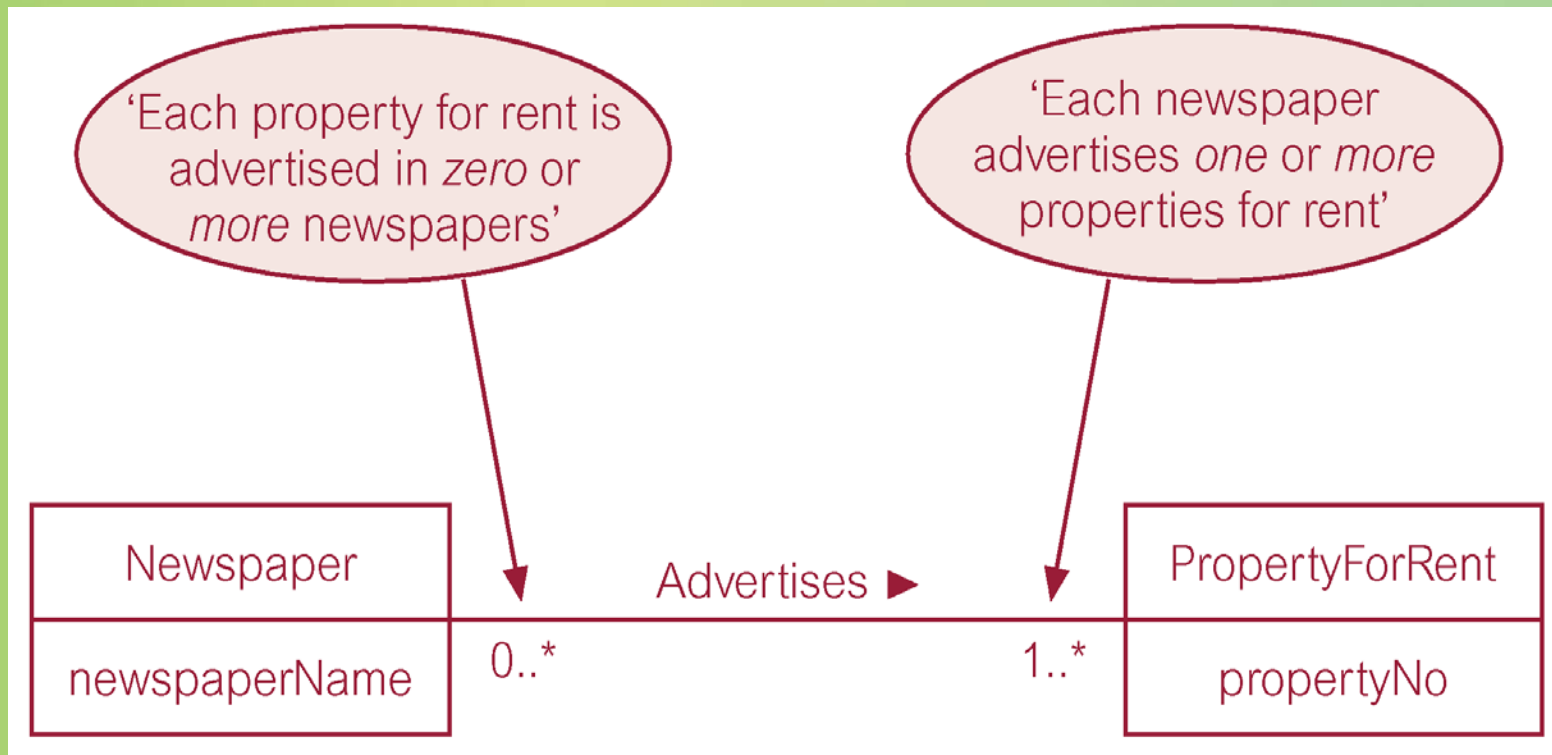 ‘Each property for rent is
advertised in zero or
more newspapers’
‘Each newspaper
advertises one or more
properties for rent’
Newspaper
Advertises ►
PropertyForRent
newspaperName
0..*
1..*
propertyNo